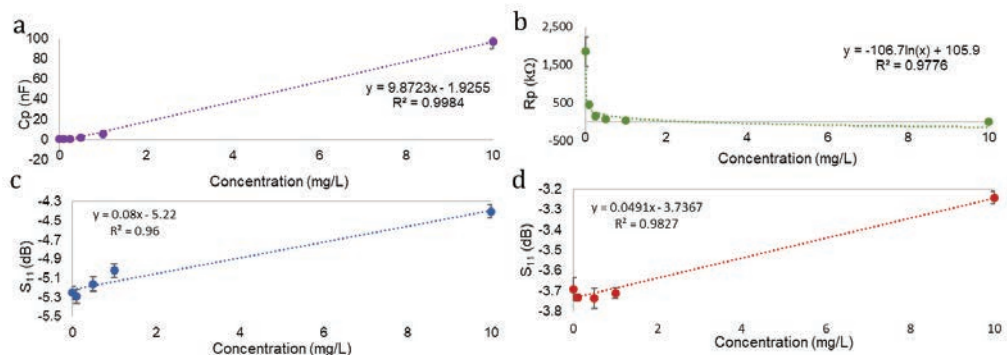 a
Cp (nF)
100
80
60
40
20
0
-20
y = 9.8723x - 1.9255
R² = 0.9984
0 2 4 6 8 10
Concentration (mg/L)
b
Rp (kΩ)
2,500
1,500
500
-500
y = -106.7ln(x) + 105.9
R² = 0.9776
0 2 4 6 8 10
Concentration (mg/L)
c
S₁₁ (dB)
-4.3
-4.5
-4.7
-4.9
-5.1
-5.3
-5.5
y = 0.08x - 5.22
R² = 0.96
0 2 4 6 8 10
Concentration (mg/L)
d
S₁₁ (dB)
-3.2
-3.3
-3.4
-3.5
-3.6
-3.7
-3.8
y = 0.0491x - 3.7367
R² = 0.9827
0 2 4 6 8 10
Concentration (mg/L)